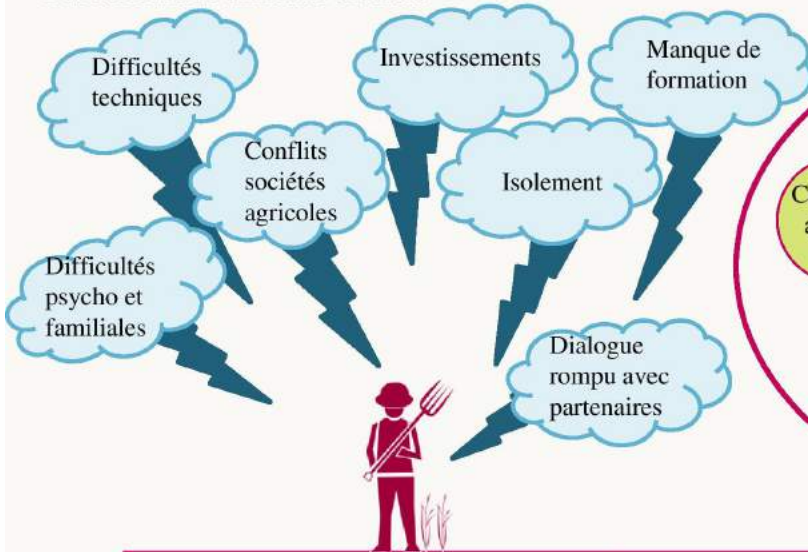 Difficultés
techniques
Investissements
Manque de
formation
Conflits
sociétés
agricoles
Isolement
Difficultés
psycho et
familiales
Dialogue
rompu avec
partenaires